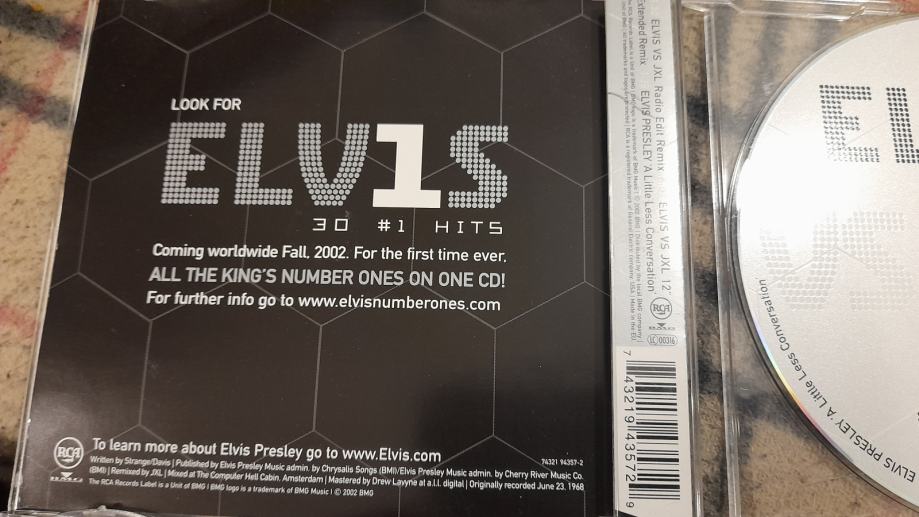 LOOK FOR
ELV1S
30 #1 HITS
Coming worldwide Fall, 2002. For the first time ever,
ALL THE KING'S NUMBER ONES ON ONE CD!
For further info go to www.elvisnumberones.com
RCA
BMG
To learn more about Elvis Presley go to www.Elvis.com
74321 94357-2
Written by Strange/Davis | Published by Elvis Presley Music admin. by Chrysalis Songs (BMI)/Elvis Presley Music admin. by Cherry River Music Co.
(BMI) | Remixed by JXL | Mixed at The Computer Hell Cabin, Amsterdam | Mastered by Drew Lavyne at a.l.l. digital | Originally recorded June 23, 1968
The RCA Records Label is a Unit of BMG | BMG logo is a trademark of BMG Music | © 2002 BMG
ELVIS VS JXL Radio Edit Remix ELVIS VS JXL 12"
Extended Remix ELVIS PRESLEY 'A Little Less Conversation'
RCA
BMG
LC 00316
7 43219 43572 9
EL
VS
ELVIS PRESLEY 'A Little Less Conversation'